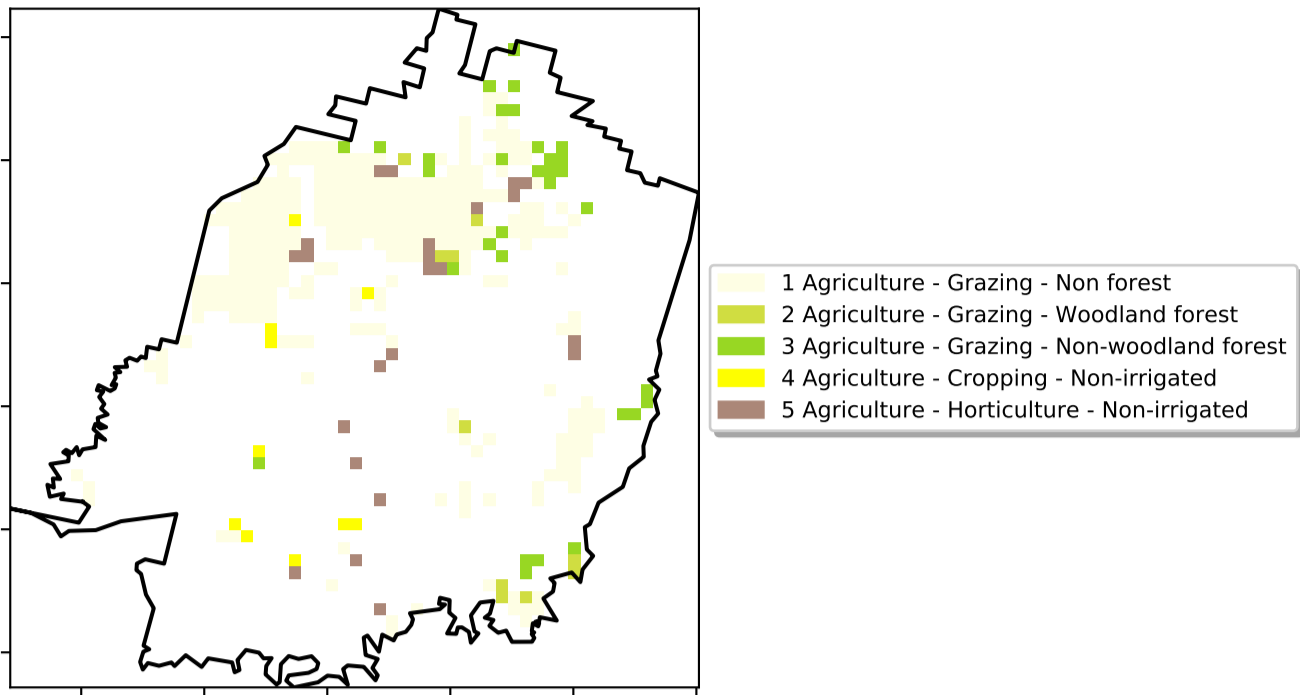 1 Agriculture - Grazing - Non forest
2 Agriculture - Grazing - Woodland forest
3 Agriculture - Grazing - Non-woodland forest
4 Agriculture - Cropping - Non-irrigated
5 Agriculture - Horticulture - Non-irrigated